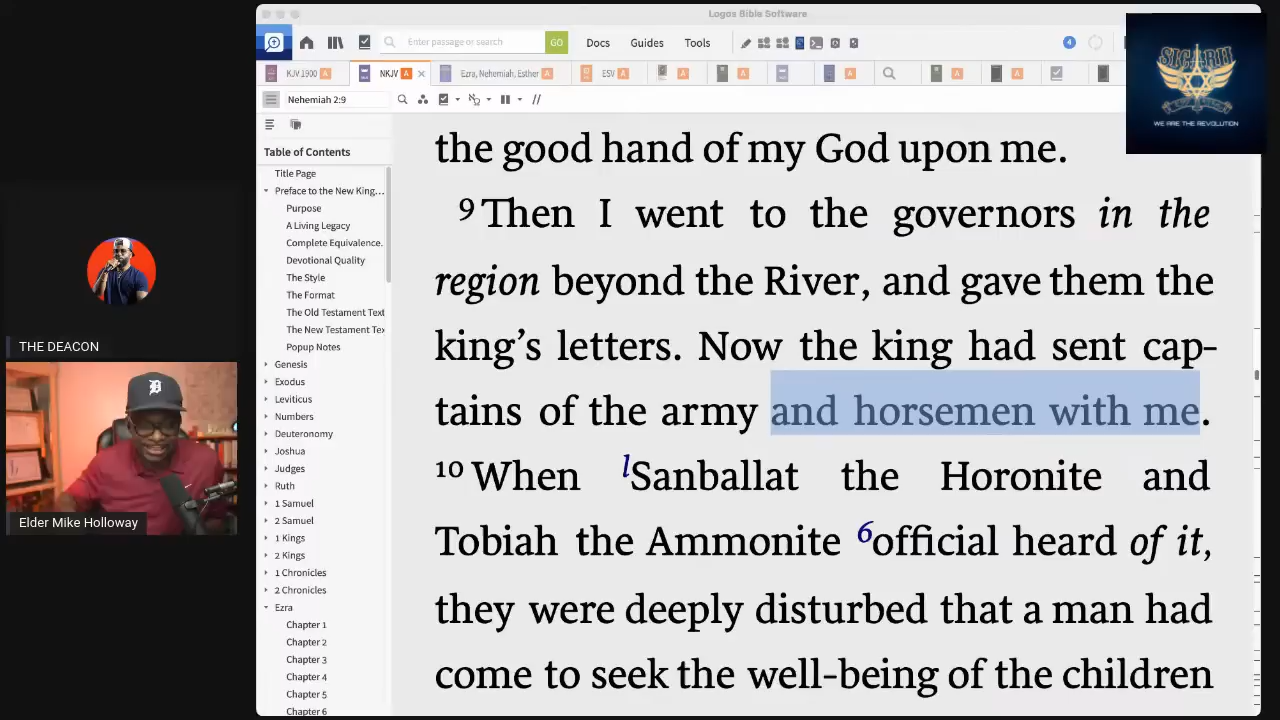 Logos Bible Software
Enter passage or search
GO
Docs
Guides
Tools
4
KJV 1900 A
NKJV A
Ezra, Nehemiah, Esther A
ESV A
Nehemiah 2:9
Table of Contents
Title Page
Preface to the New King...
Purpose
A Living Legacy
Complete Equivalence.
Devotional Quality
The Style
The Format
The Old Testament Text
The New Testament Tex
Popup Notes
Genesis
Exodus
Leviticus
Numbers
Deuteronomy
Joshua
Judges
Ruth
1 Samuel
2 Samuel
1 Kings
2 Kings
1 Chronicles
2 Chronicles
Ezra
Chapter 1
Chapter 2
Chapter 3
Chapter 4
Chapter 5
Chapter 6
the good hand of my God upon me.
9 Then I went to the governors in the
region beyond the River, and gave them the
king’s letters. Now the king had sent cap-
tains of the army and horsemen with me.
10 When lSanballat the Horonite and
Tobiah the Ammonite 6official heard of it,
they were deeply disturbed that a man had
come to seek the well-being of the children
SICARII
WE ARE THE REVOLUTION
THE DEACON
D
Elder Mike Holloway